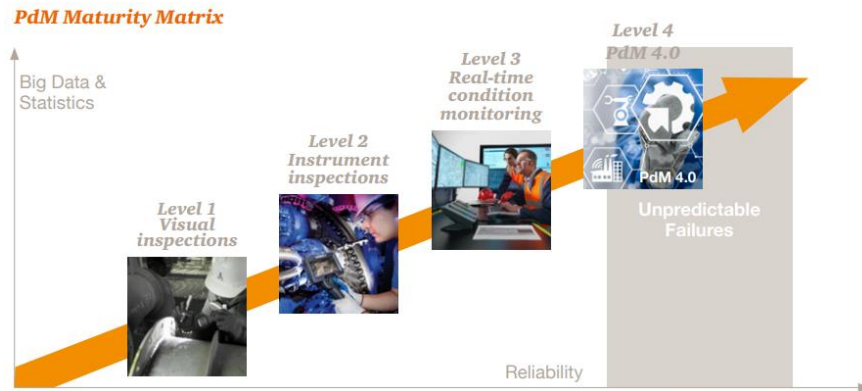 PdM Maturity Matrix
Big Data &
Statistics
Level 1
Visual
inspections
Level 2
Instrument
inspections
Level 3
Real-time
condition
monitoring
Level 4
PdM 4.0
PdM 4.0
Unpredictable
Failures
Reliability